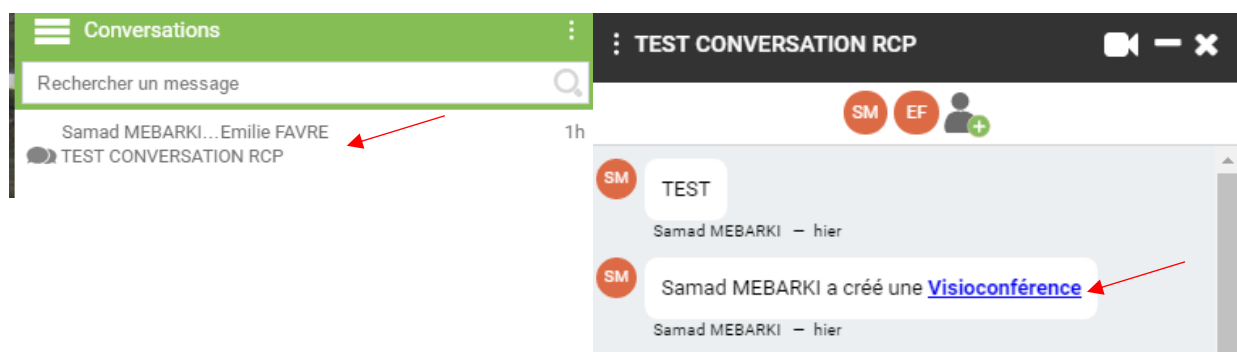 Conversations
Rechercher un message
Samad MEBARKI...Emilie FAVRE 1h
TEST CONVERSATION RCP
TEST CONVERSATION RCP
SM EF
SM TEST
Samad MEBARKI – hier
SM Samad MEBARKI a créé une Visioconférence
Samad MEBARKI – hier